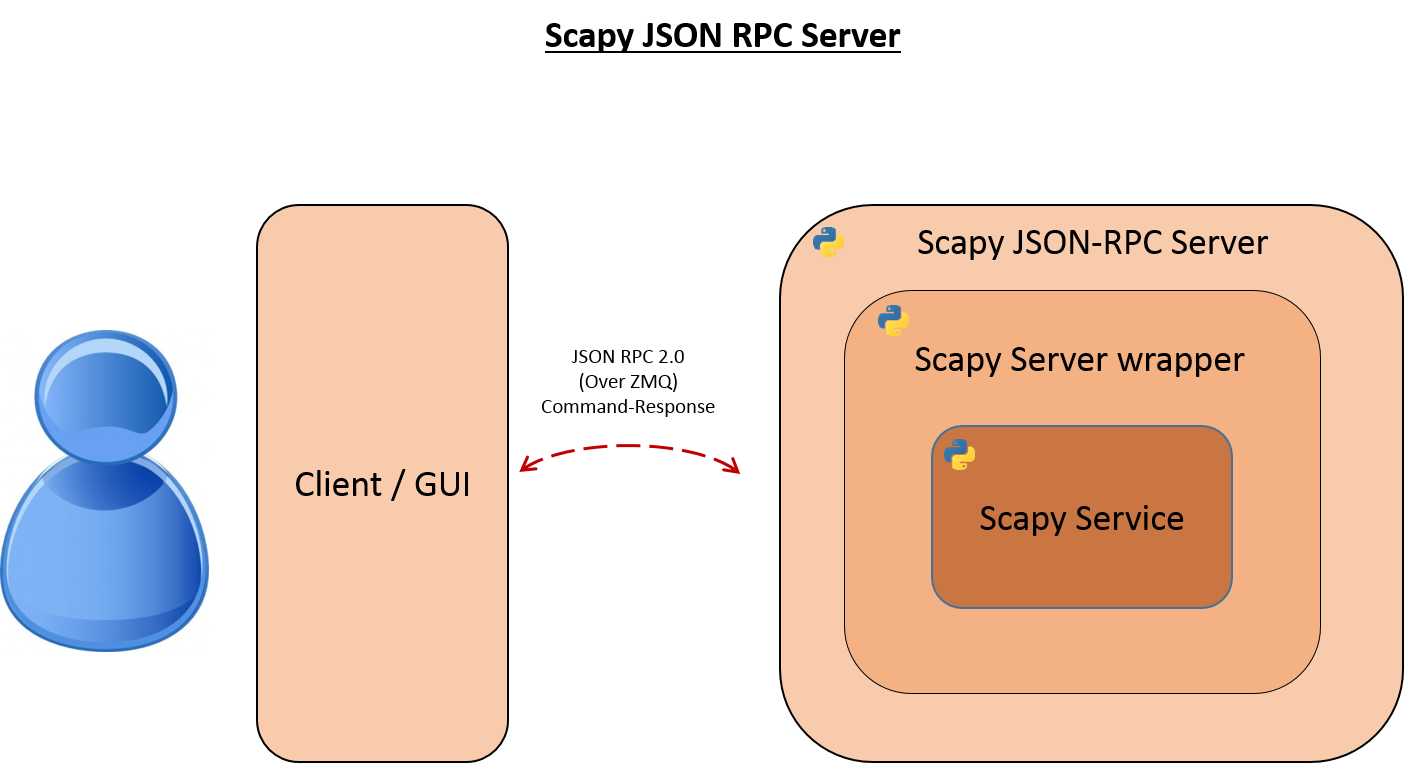 Scapy JSON RPC Server
Scapy JSON-RPC Server
Scapy Server wrapper
JSON RPC 2.0
(Over ZMQ)
Command-Response
Client / GUI
Scapy Service